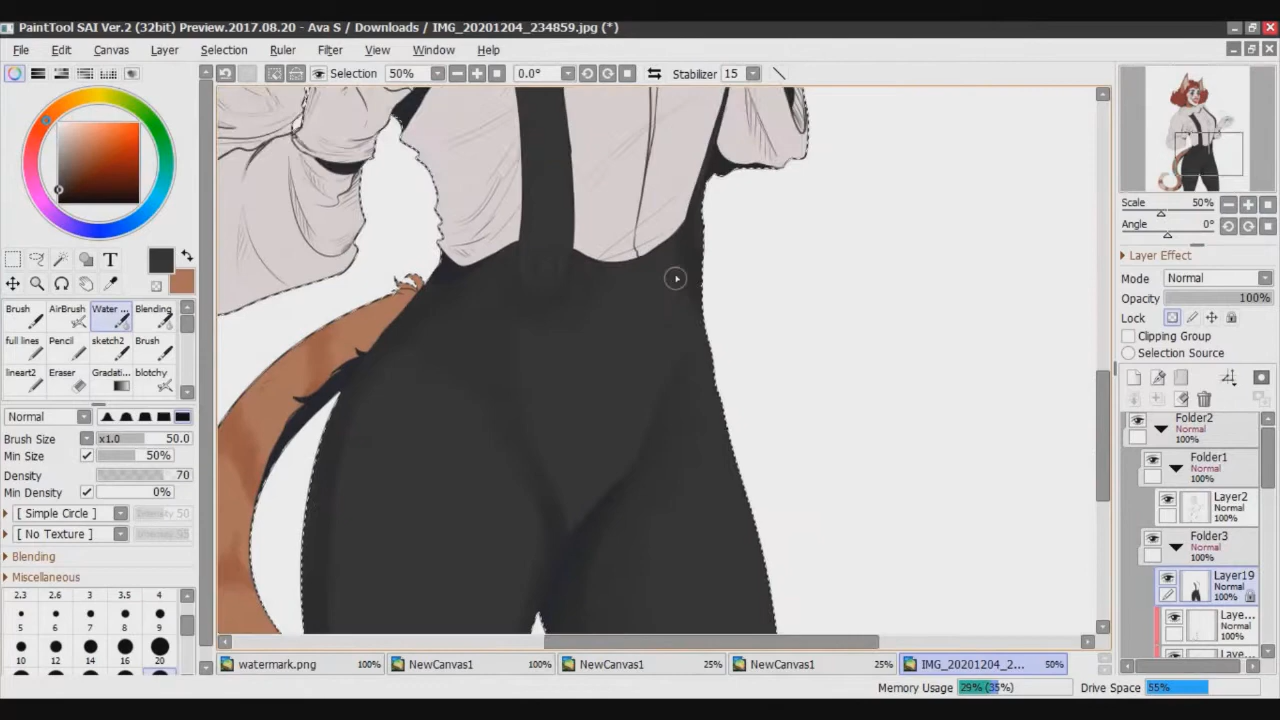 PaintTool SAI Ver.2 (32bit) Preview.2017.08.20 - Ava S / Downloads / IMG_20201204_234859.jpg (*)
File Edit Canvas Layer Selection Ruler Filter View Window Help
Selection 50% 0.0° Stabilizer 15
Scale 50%
Angle 0°
Layer Effect
Mode Normal
Opacity 100%
Lock
Clipping Group
Selection Source
T
Brush AirBrush Water ... Blending
full lines Pencil sketch2 Brush
lineart2 Eraser Gradati... blotchy
Normal
Brush Size x1.0 50.0
Min Size 50%
Density 70
Min Density 0%
[ Simple Circle ] Intensity 50
[ No Texture ]
Blending
Miscellaneous
2.3 2.6 3 3.5 4
5 6 7 8 9
10 12 14 16 20
Folder2
Normal
100%
Folder1
Normal
100%
Layer2
Normal
100%
Folder3
Normal
100%
Layer19
Normal
100%
Laye...
Normal
100%
watermark.png 100% NewCanvas1 100% NewCanvas1 25% NewCanvas1 25% IMG_20201204_2... 50%
Memory Usage 29% (35%) Drive Space 55%